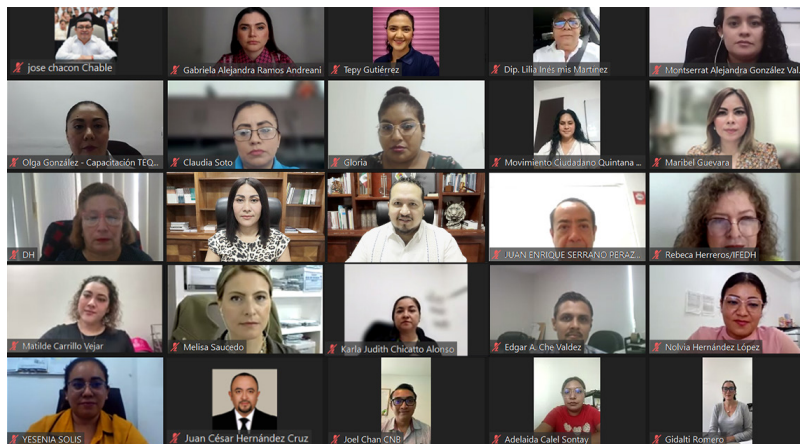 jose chacon Chable
Gabriela Alejandra Ramos Andreani
Tepy Gutiérrez
Dip. Lilia Inés mis Martinez
Montserrat Alejandra González Val...
Olga González - Capacitación TEQ...
Claudia Soto
Gloria
Movimiento Ciudadano Quintana ...
Maribel Guevara
DH
JUAN ENRIQUE SERRANO PERAZ...
Rebeca Herreros/IFEDH
Matilde Carrillo Vejar
Melisa Saucedo
Karla Judith Chicatto Alonso
Edgar A. Che Valdez
Nolvia Hernández López
YESENIA SOLIS
Juan César Hernández Cruz
Joel Chan CNB
Adelaida Calel Sontay
Gidalti Romero